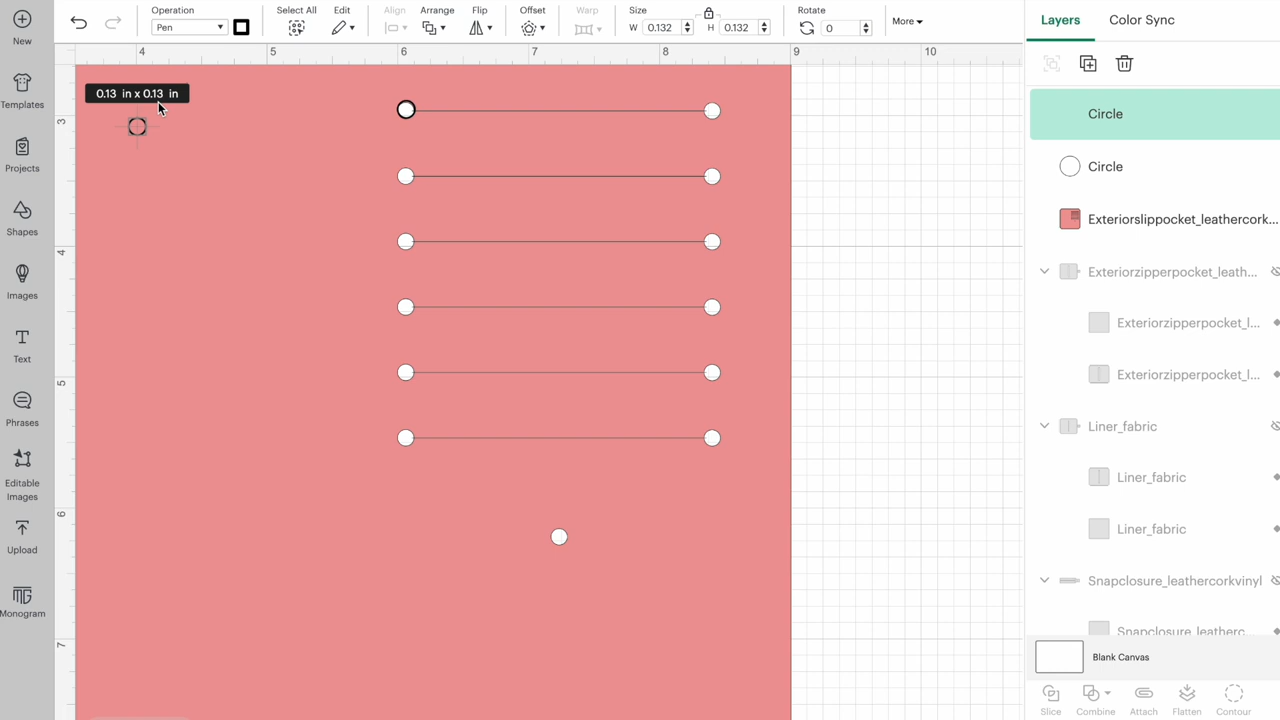 Operation
Select All
Edit
Align
Arrange
Flip
Offset
Warp
Size
Rotate
More
Pen
W 0.132
H 0.132
0
New
Templates
Projects
Shapes
Images
Text
Phrases
Editable
Images
Upload
Monogram
4 5 6 7 8 9 10
3
4
5
6
7
0.13 in x 0.13 in
Layers
Color Sync
Circle
Circle
Exteriorslippocket_leathercork...
Exteriorzipperpocket_leath...
Exteriorzipperpocket_l...
Exteriorzipperpocket_l...
Liner_fabric
Liner_fabric
Liner_fabric
Snapclosure_leathercorkvinyl
Snapclosure_leatherc...
Blank Canvas
Slice
Combine
Attach
Flatten
Contour